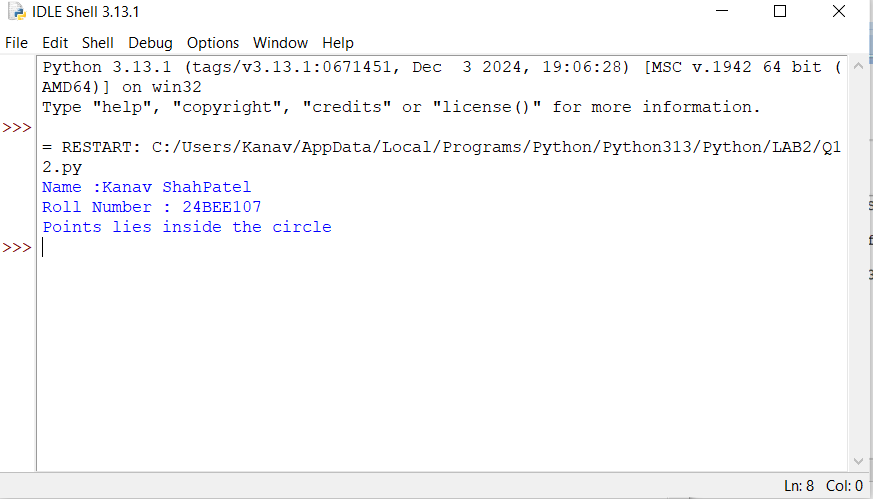 IDLE Shell 3.13.1
File Edit Shell Debug Options Window Help
Python 3.13.1 (tags/v3.13.1:0671451, Dec  3 2024, 19:06:28) [MSC v.1942 64 bit (
AMD64)] on win32
Type "help", "copyright", "credits" or "license()" for more information.
>>>
= RESTART: C:/Users/Kanav/AppData/Local/Programs/Python/Python313/Python/LAB2/Q1
2.py
Name :Kanav ShahPatel
Roll Number : 24BEE107
Points lies inside the circle
>>>
Ln: 8 Col: 0